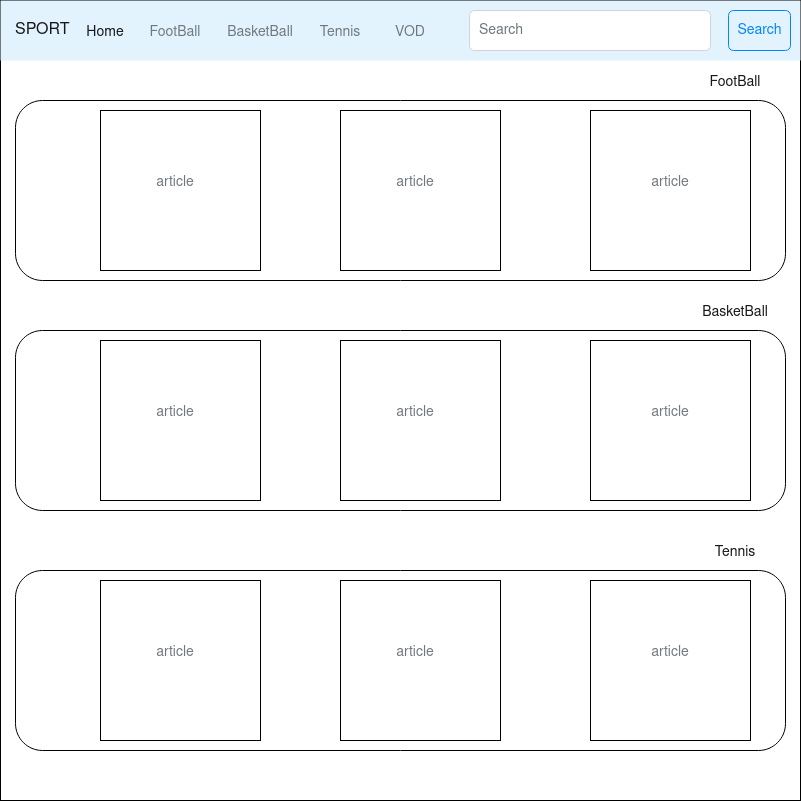 SPORT Home FootBall BasketBall Tennis VOD Search Search
FootBall
article article article
BasketBall
article article article
Tennis
article article article